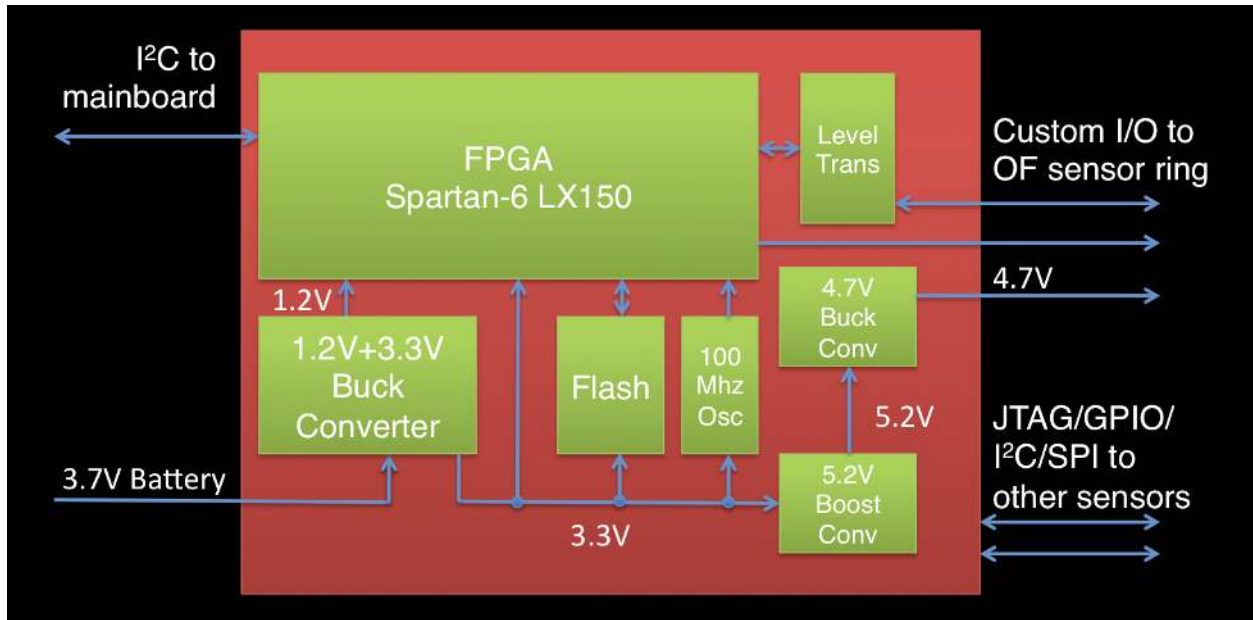 I²C to
mainboard
FPGA
Spartan-6 LX150
Level
Trans
Custom I/O to
OF sensor ring
1.2V
4.7V
Buck
Conv
4.7V
1.2V+3.3V
Buck
Converter
Flash
100
Mhz
Osc
5.2V
3.7V Battery
3.3V
5.2V
Boost
Conv
JTAG/GPIO/
I²C/SPI to
other sensors